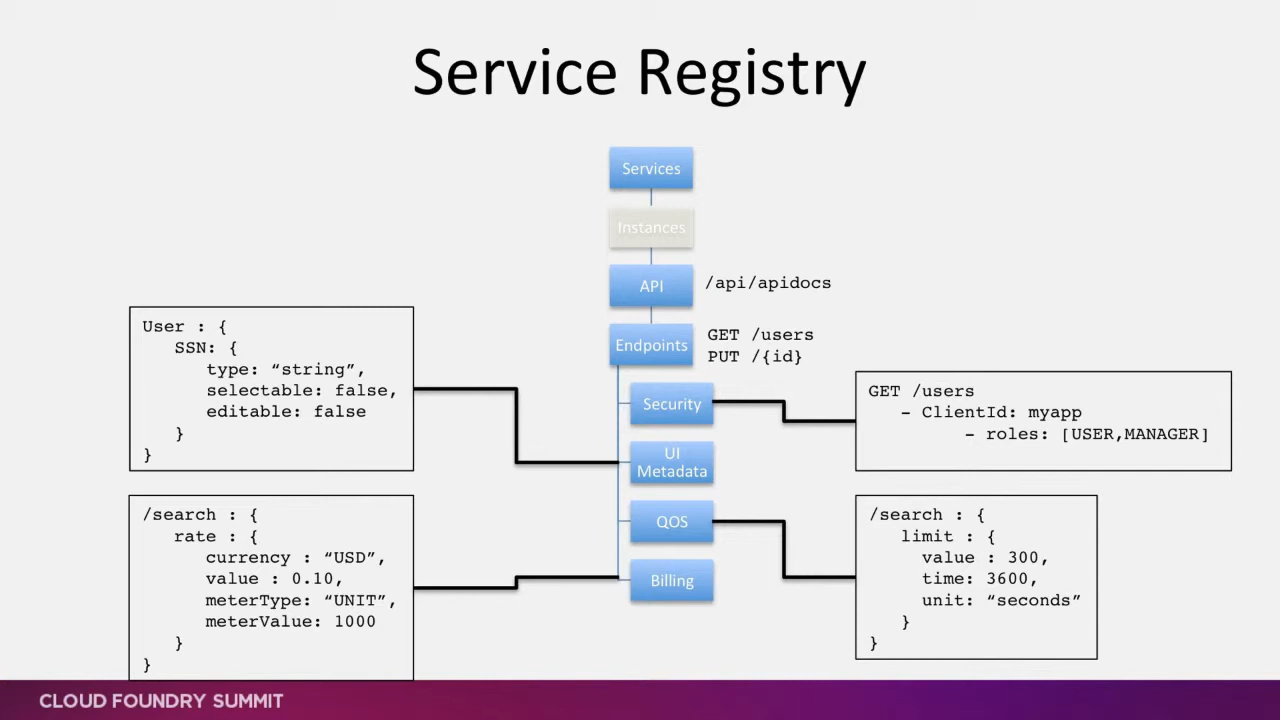 Service Registry
Services
Instances
API
/api/apidocs
Endpoints
GET /users
PUT /{id}
Security
UI
Metadata
QOS
Billing
User : {
SSN: {
type: “string”,
selectable: false,
editable: false
}
}
GET /users
- ClientId: myapp
- roles: [USER,MANAGER]
/search : {
rate : {
currency : “USD”,
value : 0.10,
meterType: “UNIT”,
meterValue: 1000
}
}
/search : {
limit : {
value : 300,
time: 3600,
unit: “seconds”
}
}
CLOUD FOUNDRY SUMMIT